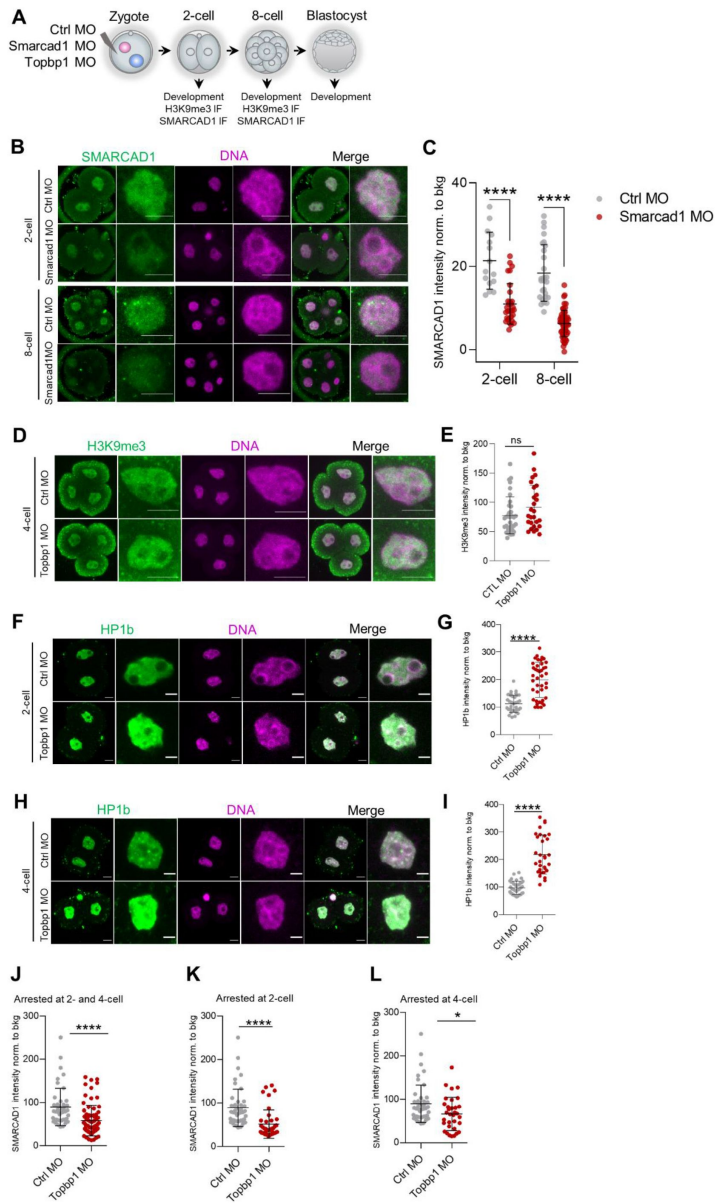 A
Zygote 2-cell 8-cell Blastocyst
Ctrl MO
Smarcad1 MO
Topbp1 MO
Development Development Development
H3K9me3 IF H3K9me3 IF
SMARCAD1 IF SMARCAD1 IF
B
SMARCAD1 DNA Merge
2-cell
Ctrl MO
Smarcad1 MO
8-cell
Ctrl MO
Smarcad1MO
C
SMARCAD1 intensity norm. to bkg
40
20
0
**** ****
2-cell 8-cell
Ctrl MO
Smarcad1 MO
D
H3K9me3 DNA Merge
4-cell
Ctrl MO
Topbp1 MO
E
H3K9me3 intensity norm. to bkg
200
150
100
50
0
ns
CTL MO
Topbp1 MO
F
HP1b DNA Merge
2-cell
Ctrl MO
Topbp1 MO
G
HP1b intensity norm. to bkg
400
300
200
100
0
****
Ctrl MO
Topbp1 MO
H
HP1b DNA Merge
4-cell
Ctrl MO
Topbp1 MO
I
HP1b intensity norm. to bkg
400
300
200
100
0
****
Ctrl MO
Topbp1 MO
J
Arrested at 2- and 4-cell
SMARCAD1 intensity norm. to bkg
300
200
100
0
****
Ctrl MO
Topbp1 MO
K
Arrested at 2-cell
SMARCAD1 intensity norm. to bkg
300
200
100
0
****
Ctrl MO
Topbp1 MO
L
Arrested at 4-cell
SMARCAD1 intensity norm. to bkg
300
200
100
0
*
Ctrl MO
Topbp1 MO